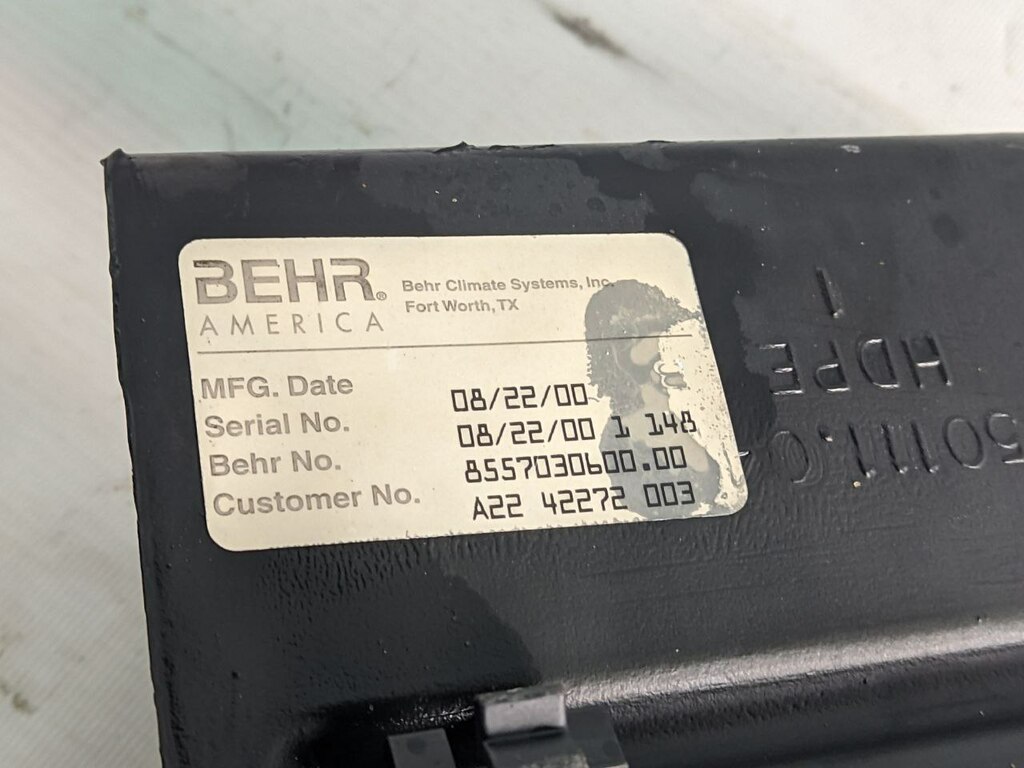 BEHR® Behr Climate Systems, Inc.
AMERICA Fort Worth, TX
MFG. Date 08/22/00
Serial No. 08/22/00 1 148
Behr No. 8557030600.00
Customer No. A22 42272 003
1
HDPE